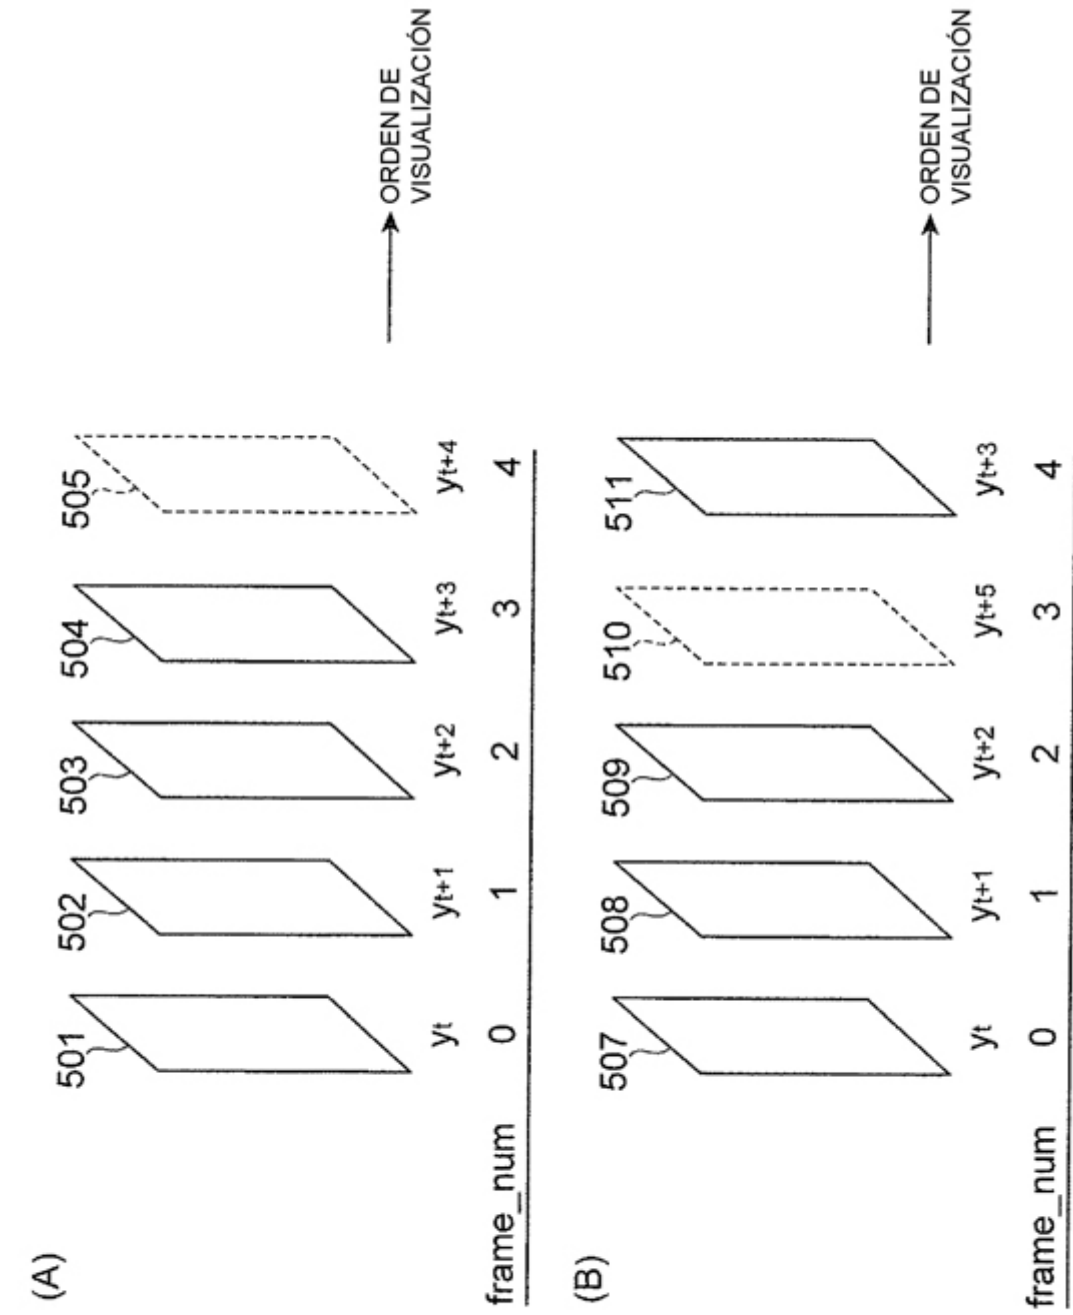 (A)
501 502 503 504 505
yt yt+1 yt+2 yt+3 yt+4
frame_num 0 1 2 3 4
ORDEN DE
VISUALIZACIÓN
(B)
507 508 509 510 511
yt yt+1 yt+2 yt+5 yt+3
frame_num 0 1 2 3 4
ORDEN DE
VISUALIZACIÓN